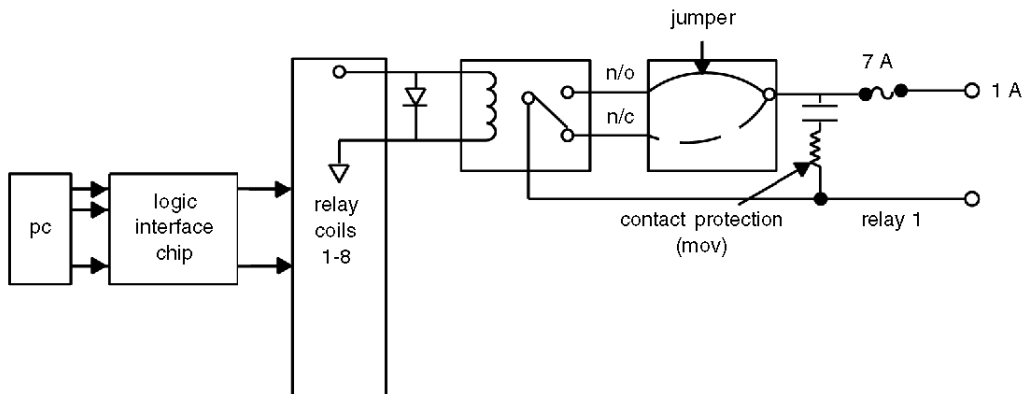 jumper
7 A
n/o
1 A
n/c
pc
logic
interface
chip
relay
coils
1-8
contact protection
(mov)
relay 1